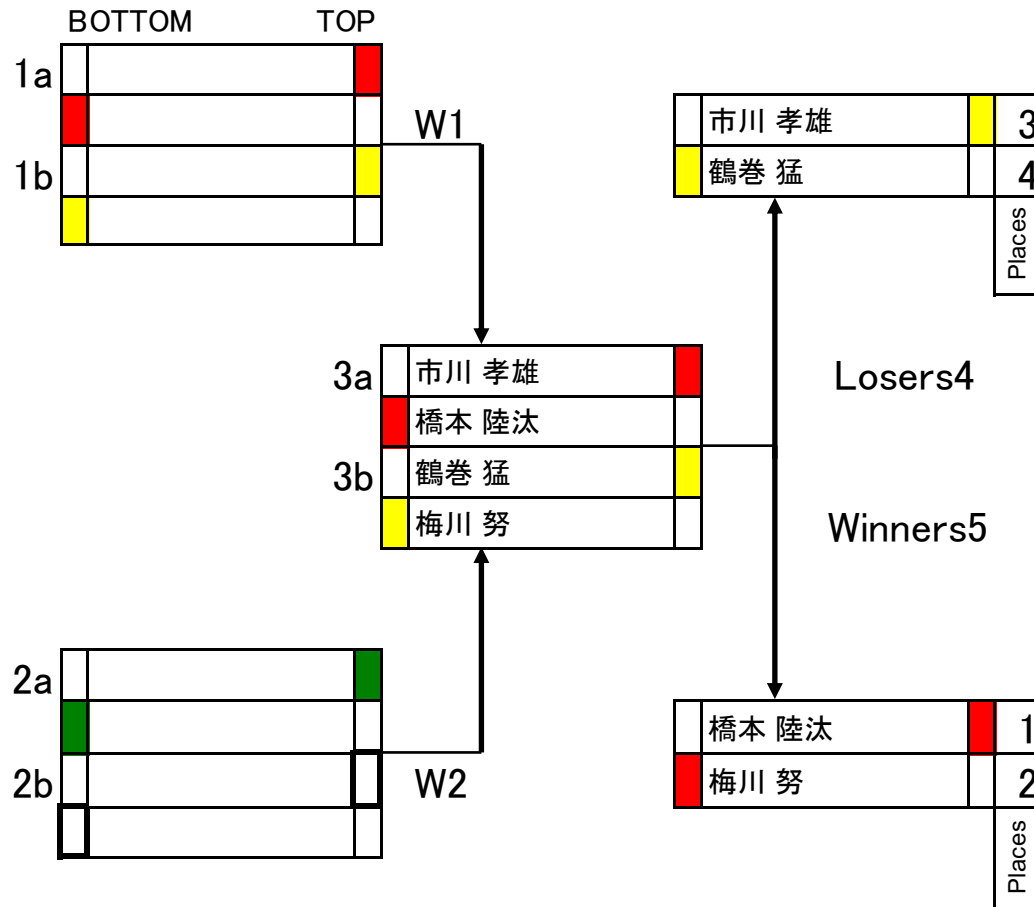 BOTTOM TOP
1a
W1
1b
市川 孝雄 3
鶴巻 猛 4
Places
3a 市川 孝雄
橋本 陸汰
3b 鶴巻 猛
梅川 努
Losers4
Winners5
2a
2b W2
橋本 陸汰 1
梅川 努 2
Places